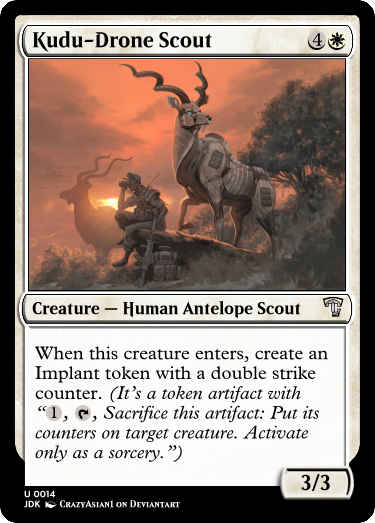 Kudu-Drone Scout 4
Creature — Human Antelope Scout
When this creature enters, create an
Implant token with a double strike
counter. (It's a token artifact with
“1, , Sacrifice this artifact: Put its
counters on target creature. Activate
only as a sorcery.”)
3/3
U 0014
JDK CrazyAsian1 on Deviantart